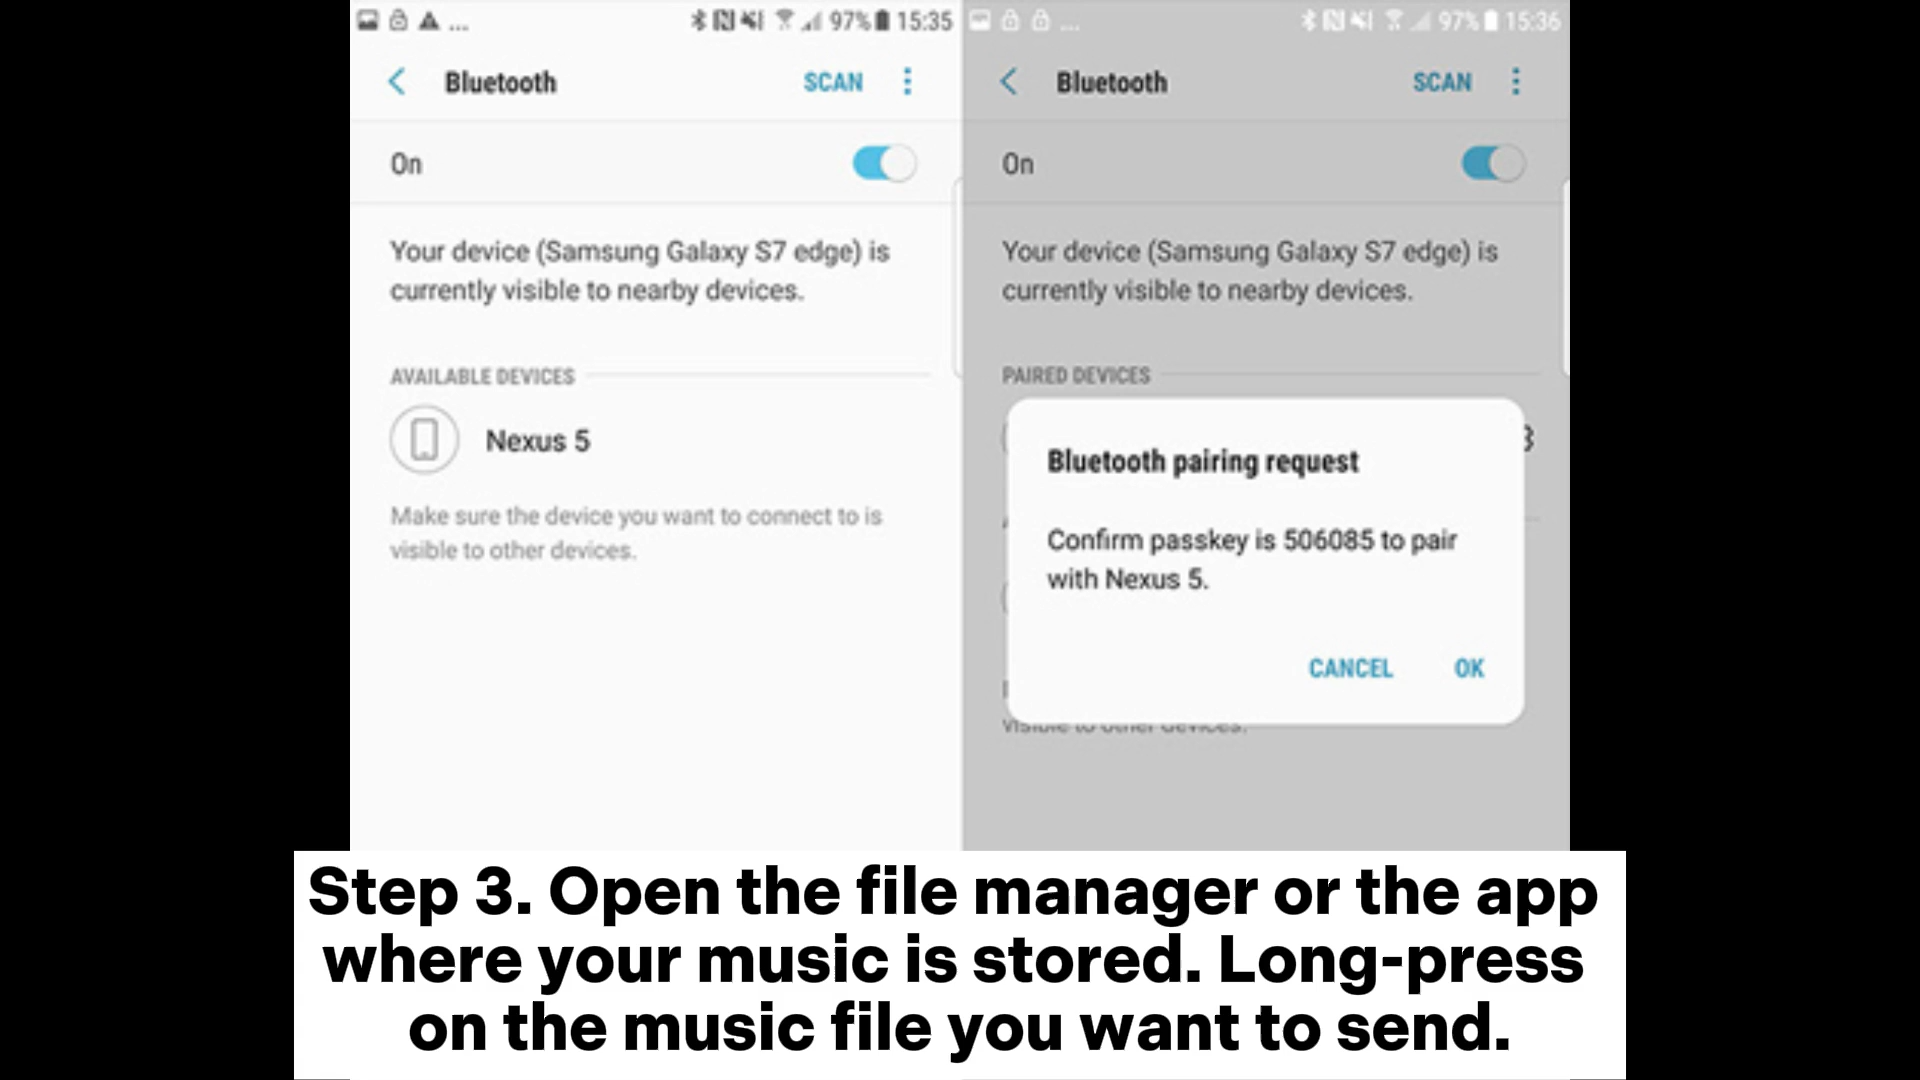 ... 97% 15:35
Bluetooth SCAN
On
Your device (Samsung Galaxy S7 edge) is
currently visible to nearby devices.
AVAILABLE DEVICES
Nexus 5
Make sure the device you want to connect to is
visible to other devices.
... 97% 15:36
Bluetooth SCAN
On
Your device (Samsung Galaxy S7 edge) is
currently visible to nearby devices.
PAIRED DEVICES
Bluetooth pairing request
Confirm passkey is 506085 to pair
with Nexus 5.
CANCEL OK
visible to other devices.
Step 3. Open the file manager or the app
where your music is stored. Long-press
on the music file you want to send.